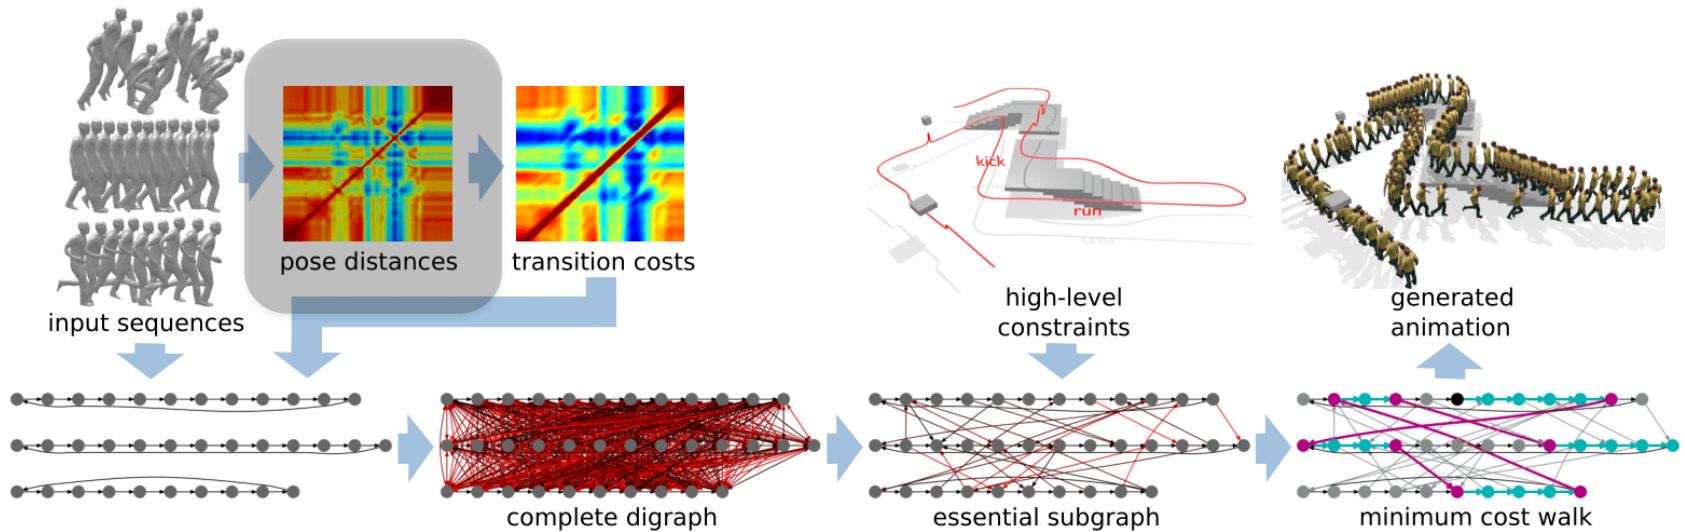 kick
run
pose distances
transition costs
input sequences
high-level
constraints
generated
animation
complete digraph
essential subgraph
minimum cost walk